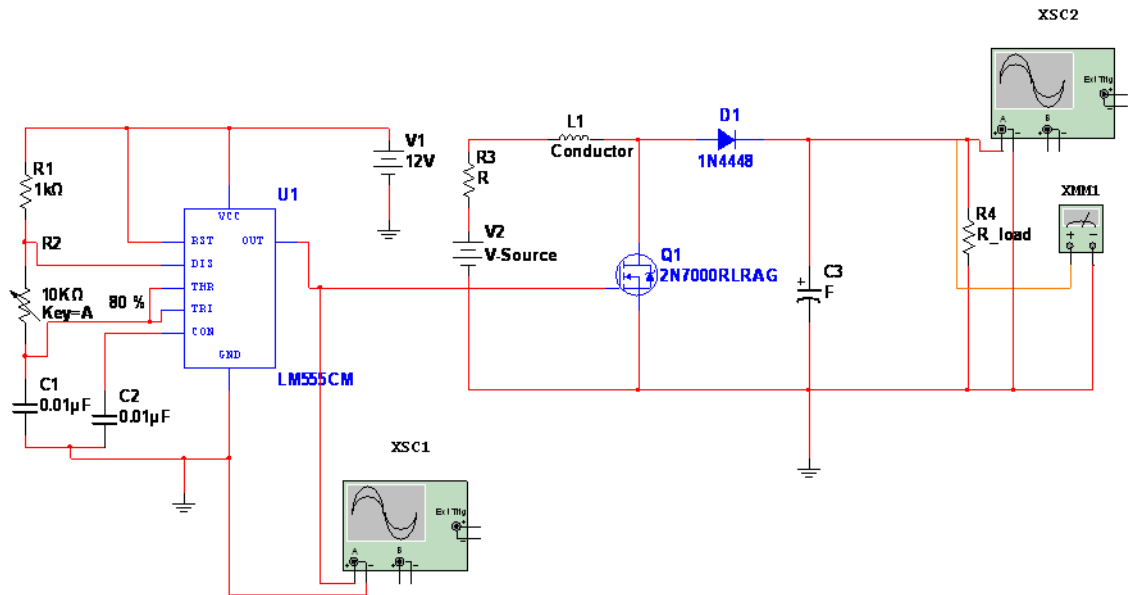 XSC2
Ext Trig
+
-
A
B
+ - + -
V1
12V
R1
1kΩ
L1
Conductor
D1
1N4448
R3
R
U1
VCC
RST
OUT
DIS
THR
TRI
CON
GND
LM555CM
R2
10KΩ
Key=A
80 %
V2
V-Source
Q1
2N7000RLRAG
C3
F
R4
R_load
XMM1
+ -
C1
0.01µF
C2
0.01µF
XSC1
Ext Trig
+
-
A
B
+ - + -